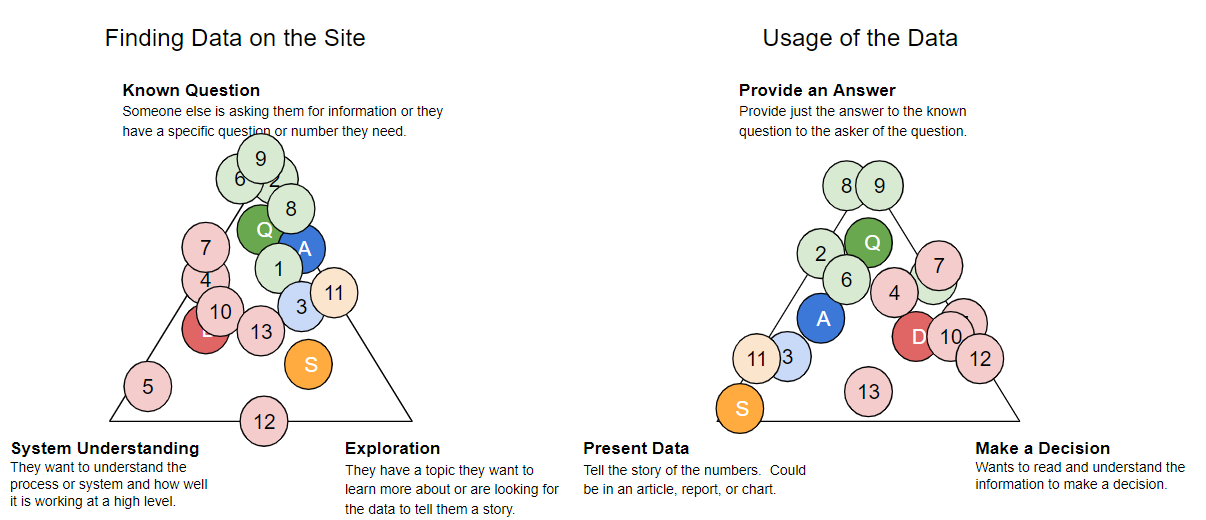 Finding Data on the Site
Usage of the Data
Known Question
Someone else is asking them for information or they
have a specific question or number they need.
Provide an Answer
Provide just the answer to the known
question to the asker of the question.
9
6
2
8
Q
A
7
1
4
11
10
3
13
S
5
12
8
9
Q
2
7
6
4
A
D
10
11
3
12
13
S
System Understanding
They want to understand the
process or system and how well
it is working at a high level.
Exploration
They have a topic they want to
learn more about or are looking for
the data to tell them a story.
Present Data
Tell the story of the numbers.  Could
be in an article, report, or chart.
Make a Decision
Wants to read and understand the
information to make a decision.